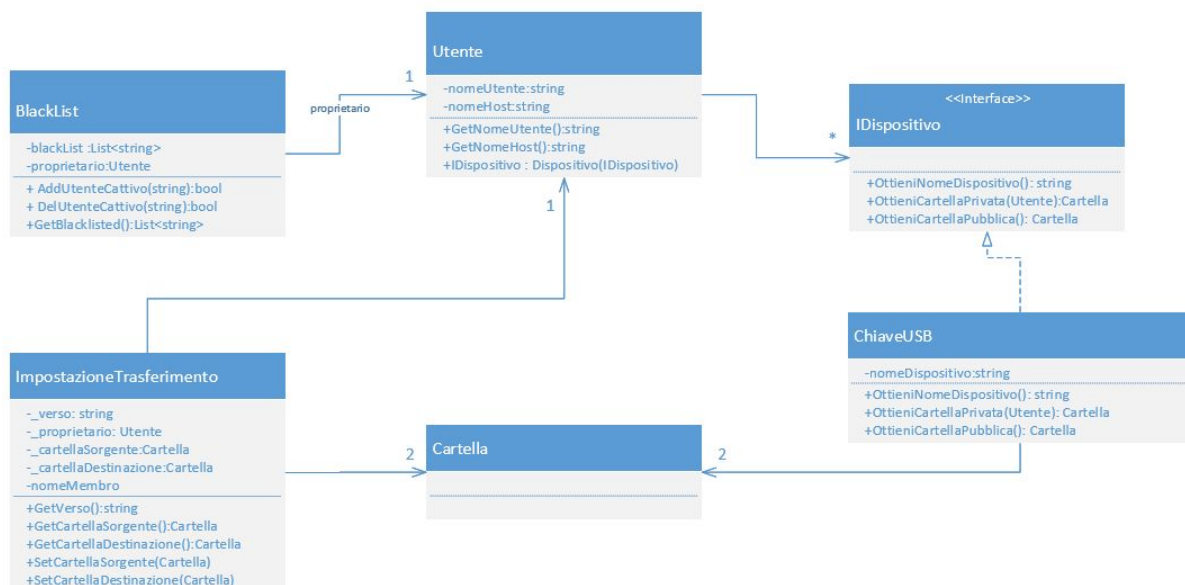 BlackList
-blackList :List<string>
-proprietario:Utente
+ AddUtenteCattivo(string):bool
+ DelUtenteCattivo(string):bool
+GetBlacklisted():List<string>
proprietario
1
Utente
-nomeUtente:string
-nomeHost:string
+GetNomeUtente():string
+GetNomeHost():string
+IDispositivo : Dispositivo(IDispositivo)
1
*
<<Interface>>
IDispositivo
+OttieniNomeDispositivo(): string
+OttieniCartellaPrivata(Utente):Cartella
+OttieniCartellaPubblica(): Cartella
ChiaveUSB
-nomeDispositivo:string
+OttieniNomeDispositivo(): string
+OttieniCartellaPrivata(Utente): Cartella
+OttieniCartellaPubblica(): Cartella
ImpostazioneTrasferimento
-_verso: string
-_proprietario: Utente
-_cartellaSorgente:Cartella
-_cartellaDestinazione:Cartella
-nomeMembro
+GetVerso():string
+GetCartellaSorgente():Cartella
+GetCartellaDestinazione():Cartella
+SetCartellaSorgente(Cartella)
+SetCartellaDestinazione(Cartella)
2
Cartella
2